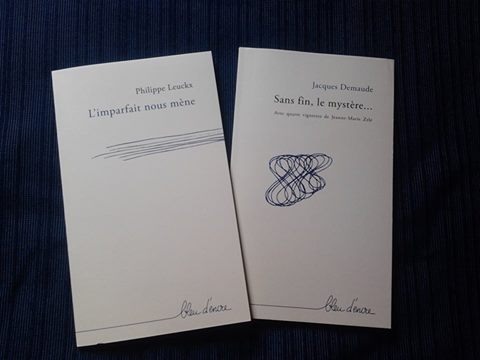 Philippe Leuckx
L'imparfait nous mène
bleu d'encre
Jacques Demaude
Sans fin, le mystère...
Avec quatre vignettes de Jeanne-Marie Zele
bleu d'encre